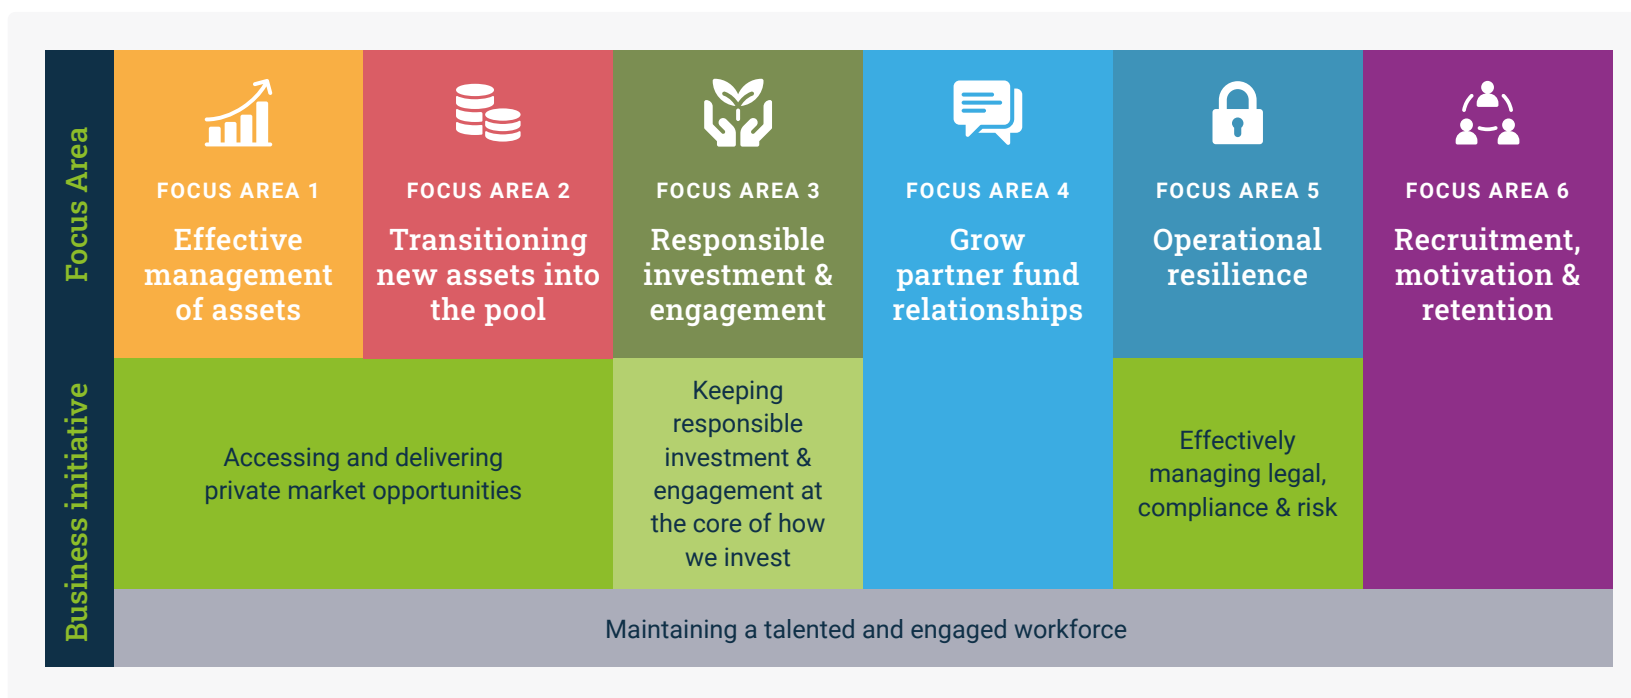 Focus Area
FOCUS AREA 1
Effective
management
of assets
FOCUS AREA 2
Transitioning
new assets into
the pool
FOCUS AREA 3
Responsible
investment &
engagement
FOCUS AREA 4
Grow
partner fund
relationships
FOCUS AREA 5
Operational
resilience
FOCUS AREA 6
Recruitment,
motivation &
retention
Business initiative
Accessing and delivering
private market opportunities
Keeping
responsible
investment &
engagement at
the core of how
we invest
Effectively
managing legal,
compliance & risk
Maintaining a talented and engaged workforce